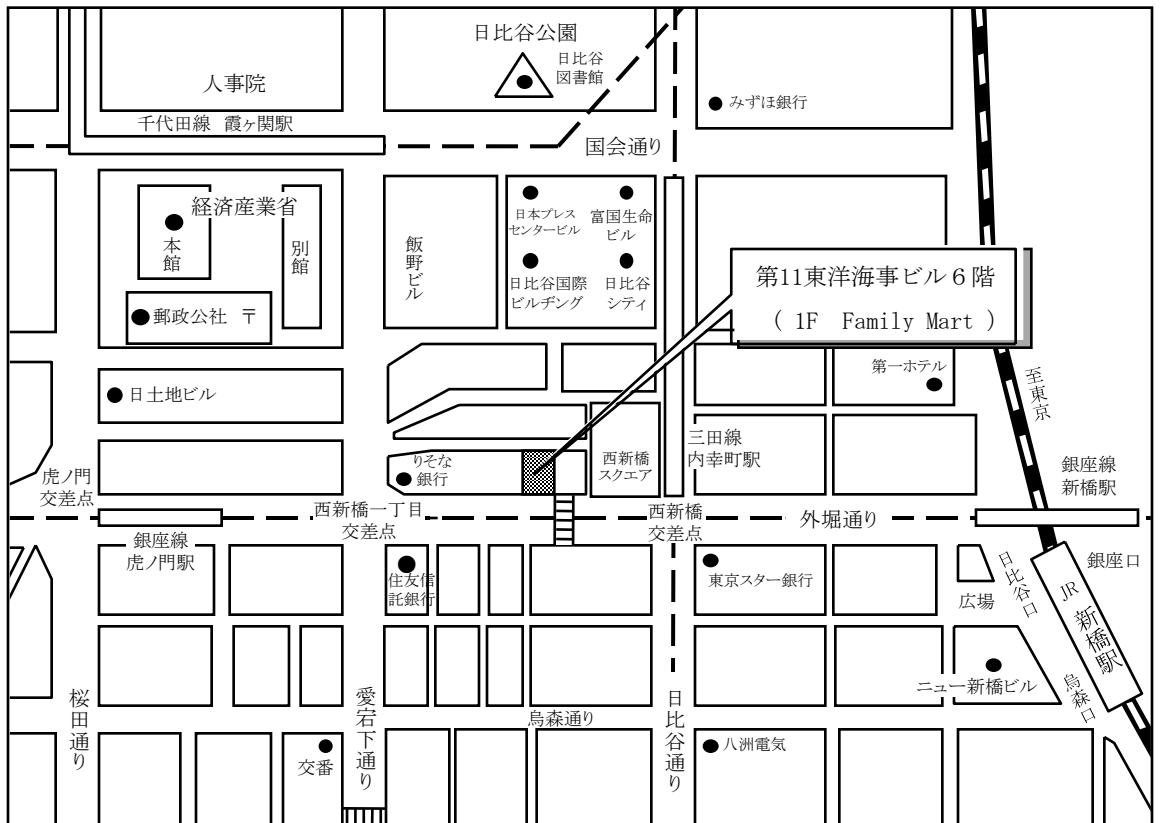 日比谷公園
日比谷
図書館
人事院
みずほ銀行
千代田線 霞ヶ関駅
国会通り
経済産業省
本館
別館
郵政公社 〒
飯野ビル
日本プレス
センタービル
富国生命
ビル
日比谷国際
ビルヂング
日比谷
シティ
第11東洋海事ビル6階
( 1F Family Mart )
第一ホテル
至東京
日土地ビル
りそな
銀行
西新橋
スクエア
三田線
内幸町駅
銀座線
新橋駅
虎ノ門
交差点
西新橋一丁目
交差点
西新橋
交差点
外堀通り
銀座線
虎ノ門駅
住友信
託銀行
東京スター銀行
広場
日比谷口
銀座口
JR 新橋駅
ニュー新橋ビル
烏森口
桜田通り
愛宕下通り
烏森通り
日比谷通り
交番
八洲電気